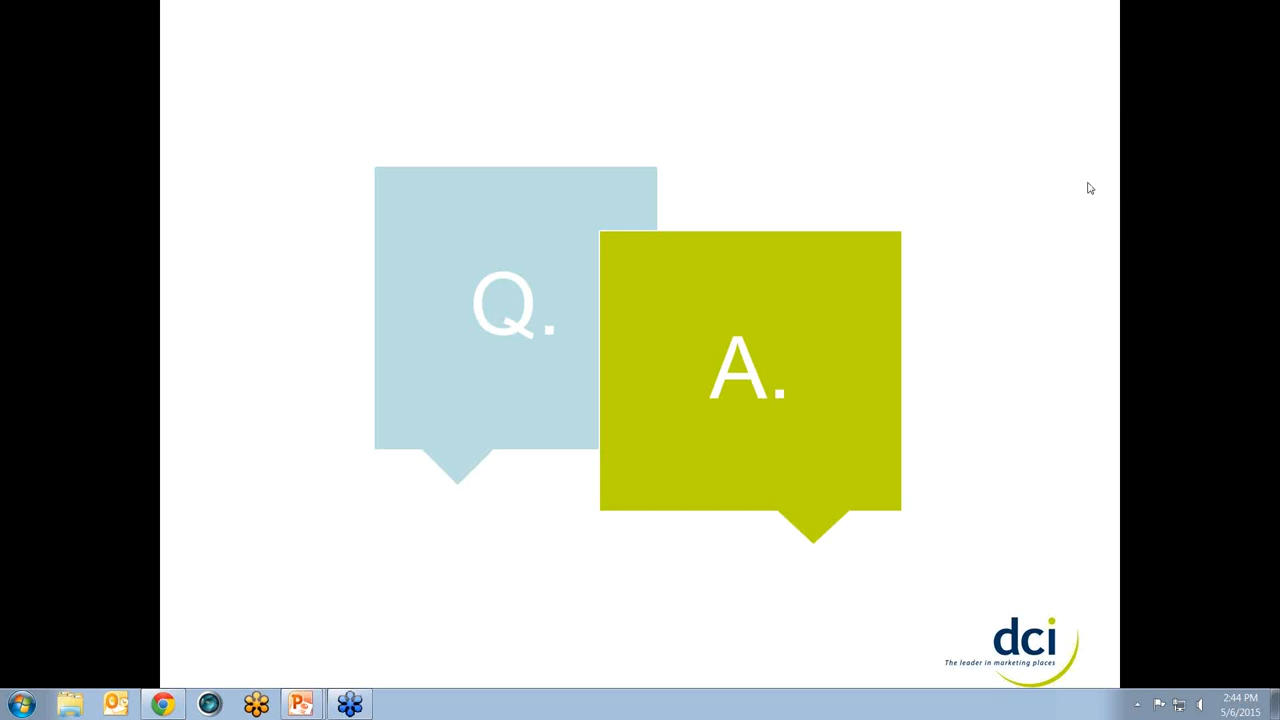 Q.
A.
dci
The leader in marketing places
2:44 PM
5/6/2015